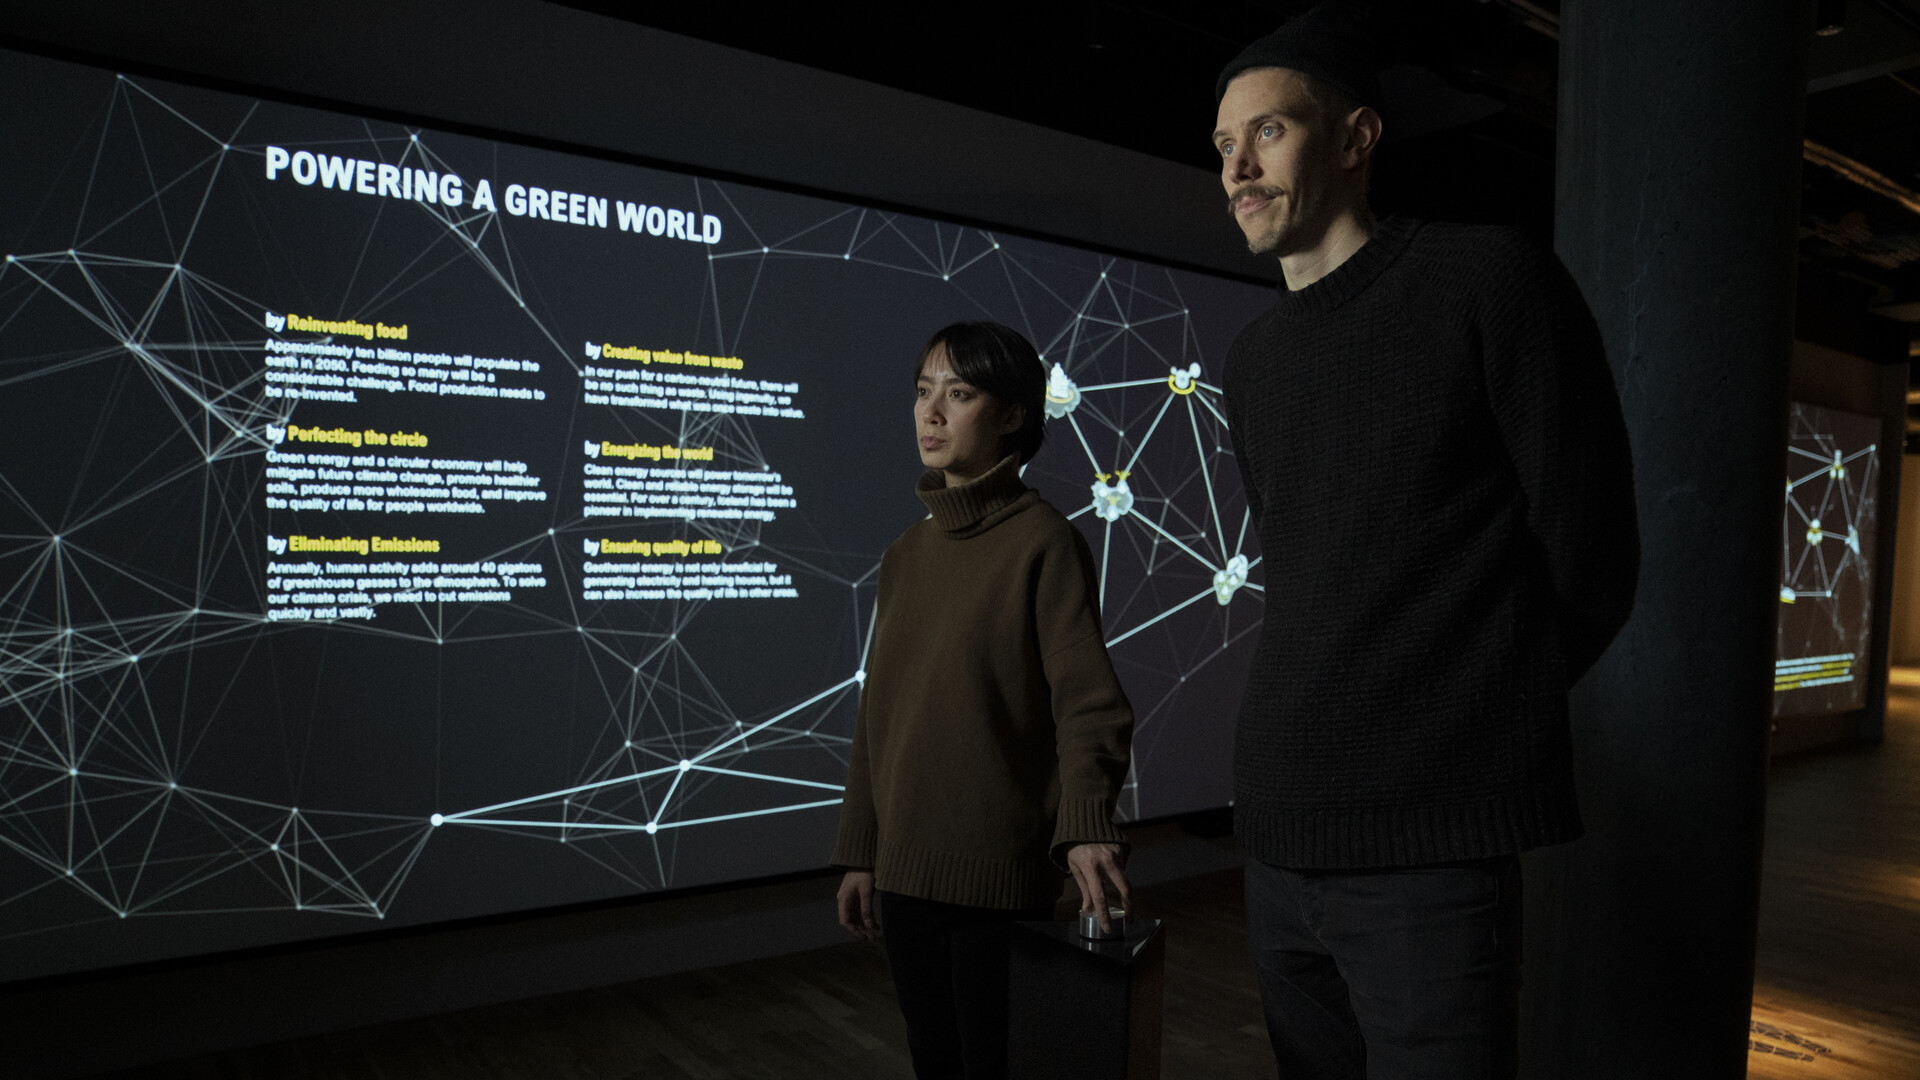 POWERING A GREEN WORLD
by Reinventing food
Approximately ten billion people will populate the
earth in 2050. Feeding so many will be a
considerable challenge. Food production needs to
be re-invented.
by Perfecting the circle
Green energy and a circular economy will help
mitigate future climate change, promote healthier
soils, produce more wholesome food, and improve
the quality of life for people worldwide.
by Eliminating Emissions
Annually, human activity adds around 40 gigatons
of greenhouse gasses to the atmosphere. To solve
our climate crisis, we need to cut emissions
quickly and vastly.
by Creating value from waste
In our push for a carbon-neutral future, there will
be no such thing as waste. Using ingenuity, we
have transformed what was once waste into value.
by Energizing the world
Clean energy sources will power tomorrow's
world. Clean and reliable energy storage will be
essential. For over a century, Iceland has been a
pioneer in implementing renewable energy.
by Ensuring quality of life
Geothermal energy is not only beneficial for
generating electricity and heating houses, but it
can also increase the quality of life in other areas.